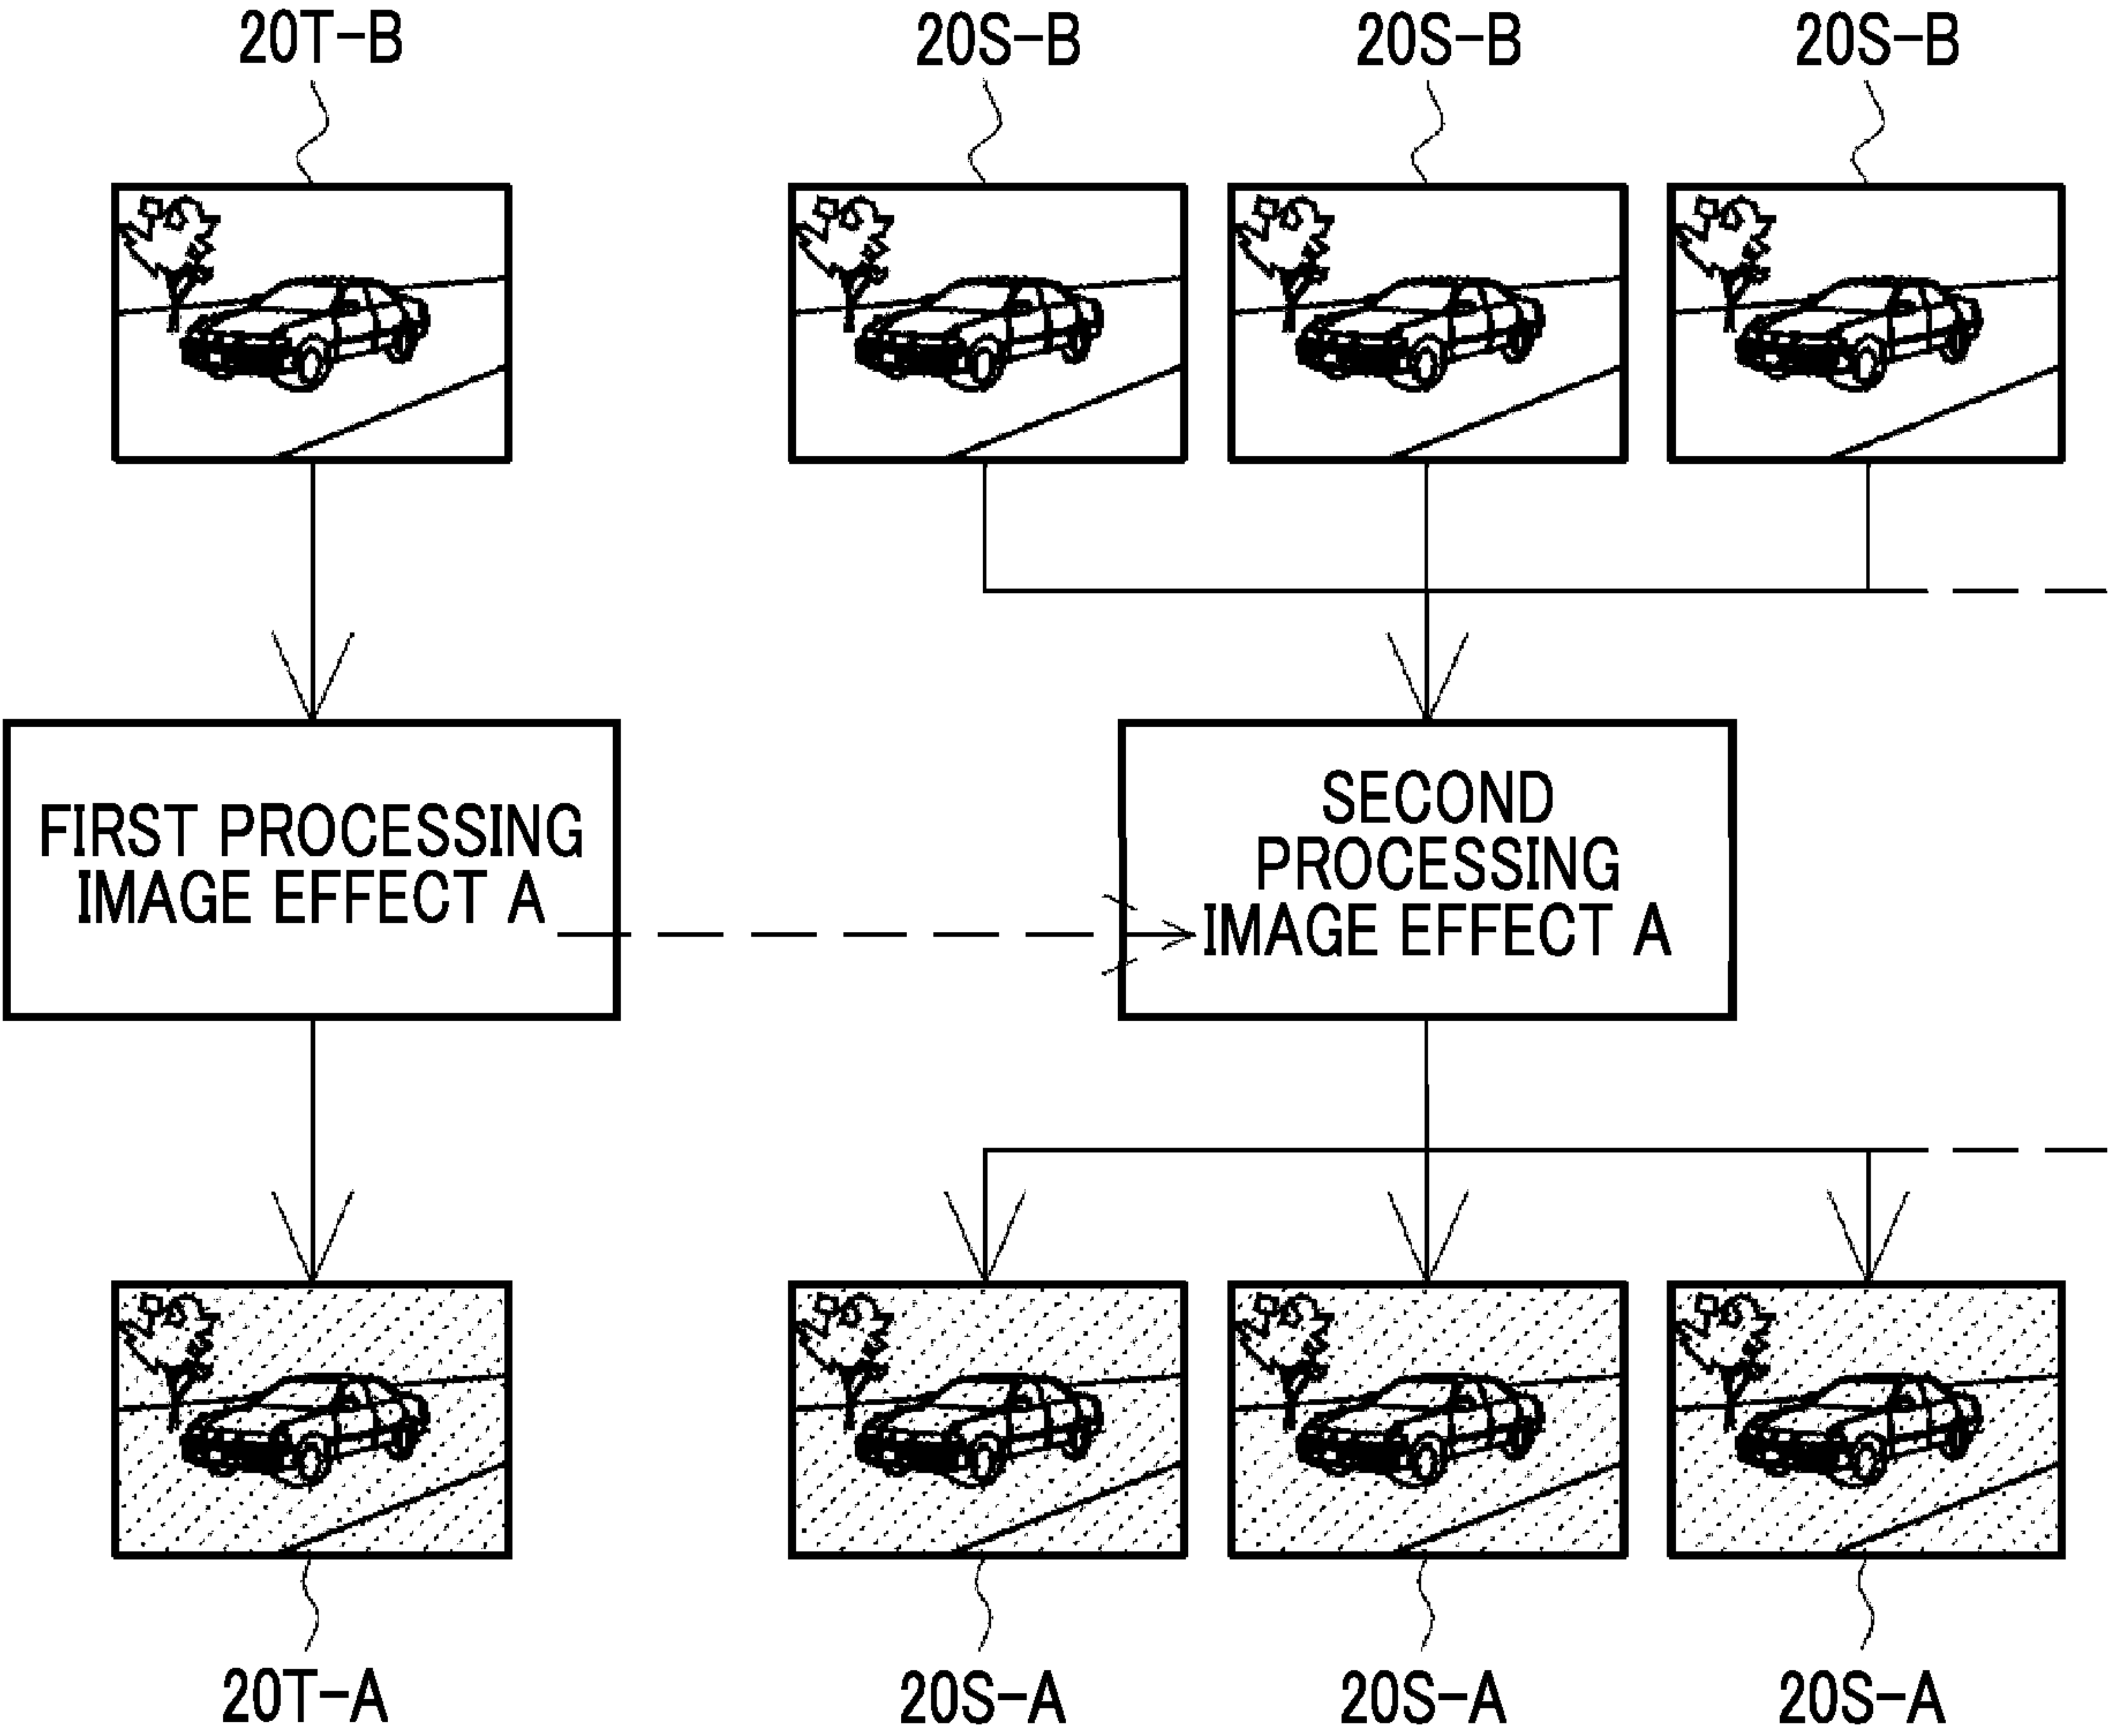 20T-B
20S-B
20S-B
20S-B
FIRST PROCESSING
IMAGE EFFECT A
SECOND
PROCESSING
IMAGE EFFECT A
20T-A
20S-A
20S-A
20S-A